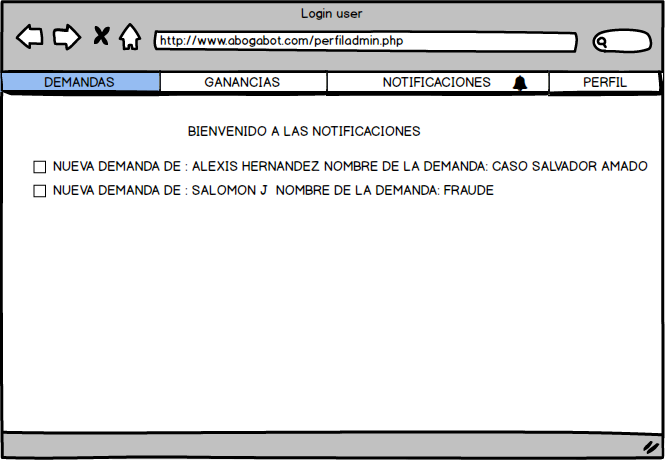 Login user
http://www.abogabot.com/perfiladmin.php
DEMANDAS GANANCIAS NOTIFICACIONES PERFIL
BIENVENIDO A LAS NOTIFICACIONES
NUEVA DEMANDA DE : ALEXIS HERNANDEZ NOMBRE DE LA DEMANDA: CASO SALVADOR AMADO
NUEVA DEMANDA DE : SALOMON J NOMBRE DE LA DEMANDA: FRAUDE